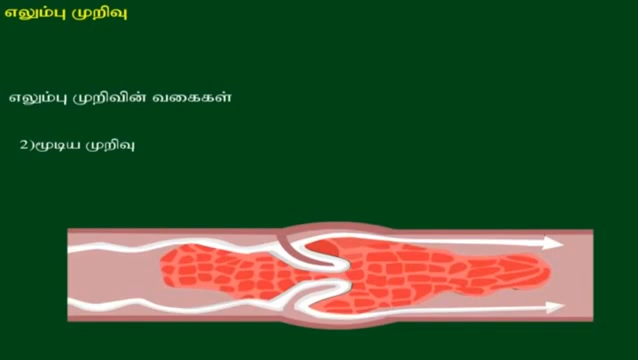 எலும்பு முறிவு
எலும்பு முறிவின் வகைகள்
2)மூடிய முறிவு